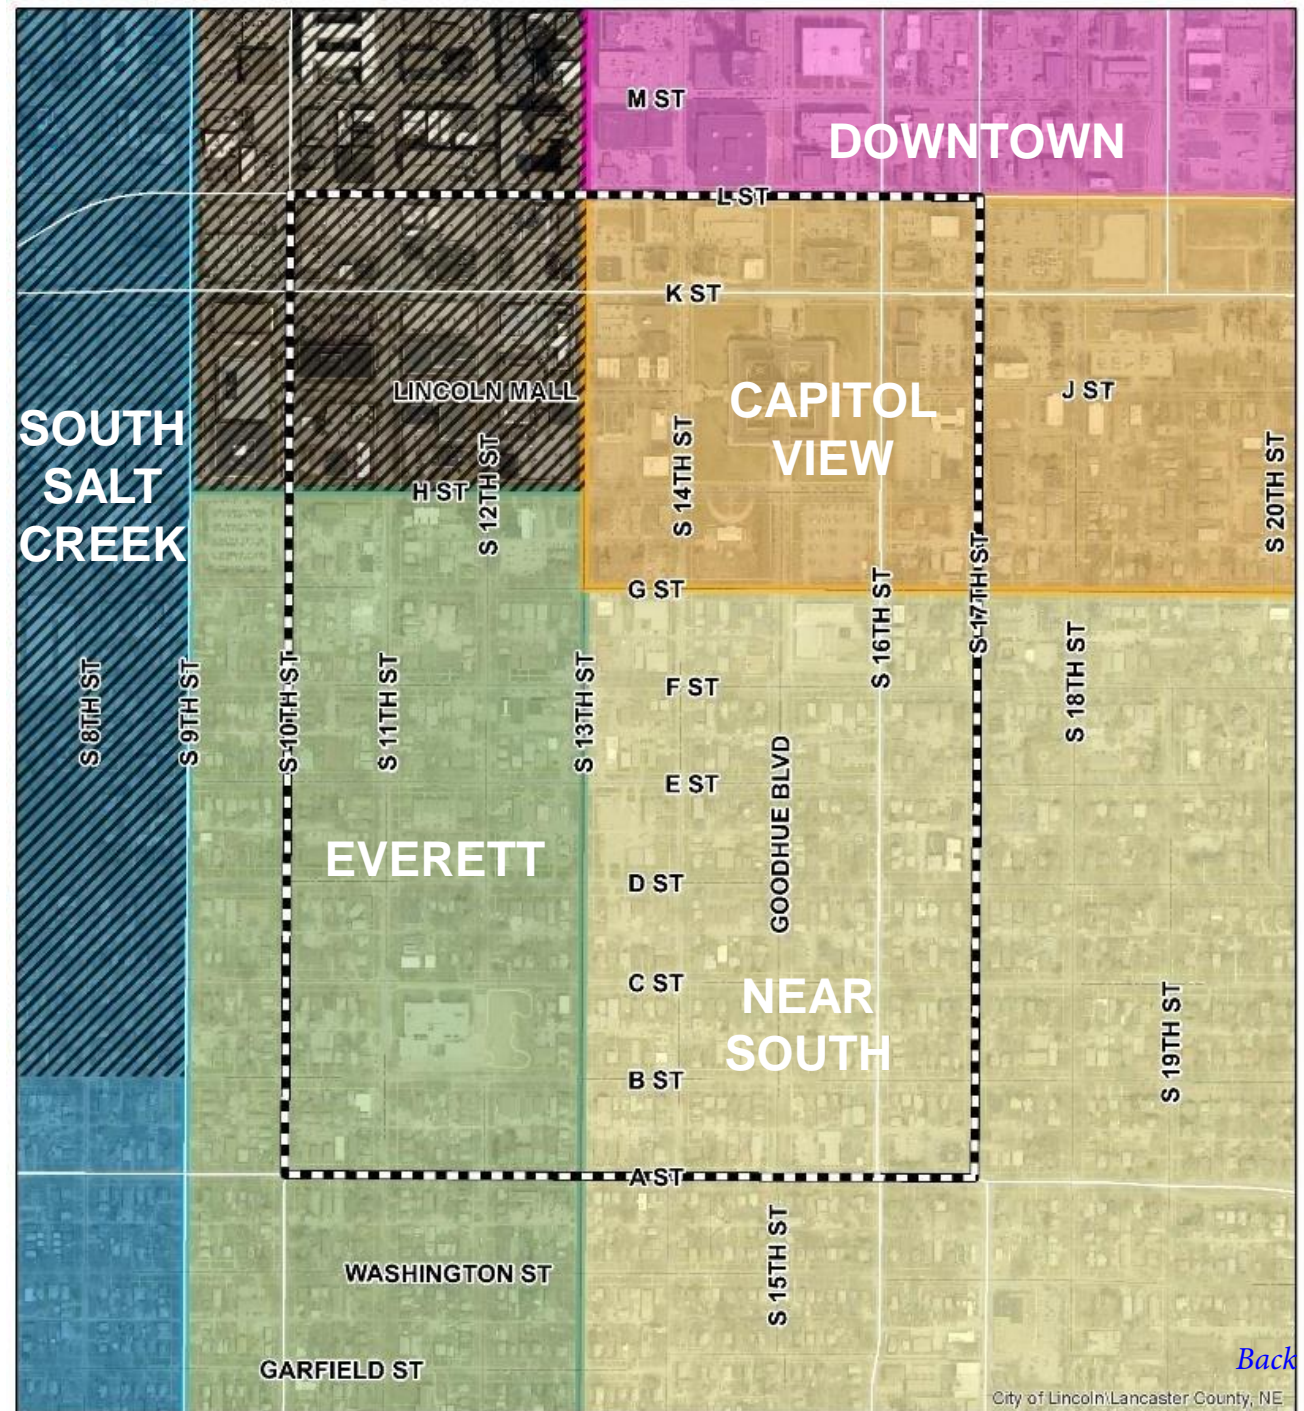 M ST
DOWNTOWN
L ST
K ST
LINCOLN MALL
J ST
CAPITOL
VIEW
SOUTH
SALT
CREEK
H ST
S 12TH ST
S 14TH ST
S 20TH ST
G ST
S 17TH ST
S 16TH ST
S 8TH ST
S 9TH ST
S 10TH ST
S 11TH ST
S 13TH ST
F ST
S 18TH ST
E ST
GOODHUE BLVD
EVERETT
D ST
C ST
NEAR
SOUTH
S 19TH ST
B ST
A ST
S 15TH ST
WASHINGTON ST
GARFIELD ST
Back
City of Lincoln\Lancaster County, NE